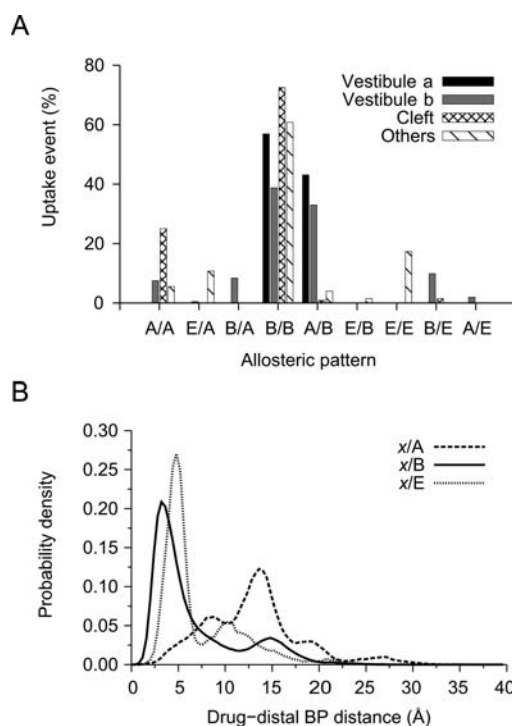 A
80
60
40
20
0
Uptake event (%)
Vestibule a
Vestibule b
Cleft
Others
A/A E/A B/A B/B A/B E/B E/E B/E A/E
Allosteric pattern
B
0.30
0.25
0.20
0.15
0.10
0.05
0.00
Probability density
x/A
x/B
x/E
0 5 10 15 20 25 30 35 40
Drug–distal BP distance (Å)